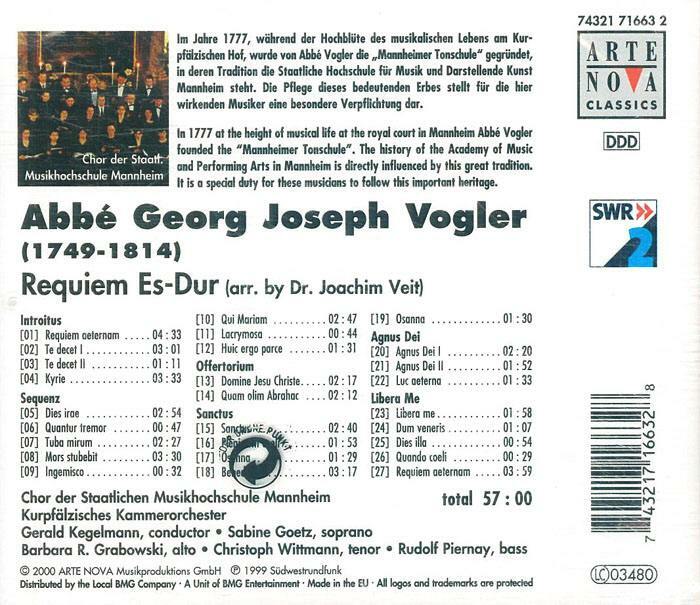 74321 71663 2
Im Jahre 1777, während der Hochblüte des musikalischen Lebens am Kur-
pfälzischen Hof, wurde von Abbé Vogler die „Mannheimer Tonschule" gegründet,
in deren Tradition die Staatliche Hochschule für Musik und Darstellende Kunst
Mannheim steht. Die Pflege dieses bedeutenden Erbes stellt für die hier
wirkenden Musiker eine besondere Verpflichtung dar.
In 1777 at the height of musical life at the royal court in Mannheim Abbé Vogler
founded the "Mannheimer Tonschule". The history of the Academy of Music
and Performing Arts in Mannheim is directly influenced by this great tradition.
It is a special duty for these musicians to follow this important heritage.
Chor der Staatl.
Musikhochschule Mannheim
ARTE
NOVA
CLASSICS
DDD
SWR
2
Abbé Georg Joseph Vogler
(1749-1814)
Requiem Es-Dur (arr. by Dr. Joachim Veit)
Introitus
[01] Requiem aeternam ..... 04 : 33
[02] Te decet I ........... 03 : 01
[03] Te decet II .......... 01 : 11
[04] Kyrie ................ 03 : 33
Sequenz
[05] Dies irae ............ 02 : 54
[06] Quantur tremor ....... 00 : 47
[07] Tuba mirum ........... 02 : 27
[08] Mors stubebit ........ 03 : 30
[09] Ingemisco ............ 00 : 32
[10] Qui Mariam .......... 02 : 47
[11] Lacrymosa ........... 00 : 44
[12] Huic ergo parce ..... 01 : 31
Offertorium
[13] Domine Jesu Christe... 02 : 17
[14] Quam olim Abrahac ... 02 : 12
Sanctus
[15] Sanctus ............. 02 : 40
[16] 01 : 53
[17] Osanna .............. 01 : 29
[18] 03 : 17
[19] Osanna .............. 01 : 30
Agnus Dei
[20] Agnus Dei I ......... 02 : 20
[21] Agnus Dei II ........ 01 : 52
[22] Luc aeterna ......... 01 : 33
Libera Me
[23] Libera me ........... 01 : 58
[24] Dum veneris ......... 01 : 07
[25] Dies illa ........... 00 : 54
[26] Quando coeli ........ 00 : 29
[27] Requiem aeternam .... 03 : 59
DER GRÜNE PUNKT
total 57 : 00
Chor der Staatlichen Musikhochschule Mannheim
Kurpfälzisches Kammerorchester
Gerald Kegelmann, conductor • Sabine Goetz, soprano
Barbara R. Grabowski, alto • Christoph Wittmann, tenor • Rudolf Piernay, bass
© 2000 ARTE NOVA Musikproduktions GmbH ℗ 1999 Südwestrundfunk
Distributed by the Local BMG Company · A Unit of BMG Entertainment · Made in the EU · All logos and trademarks are protected
7 43217 16632 8
LC 03480